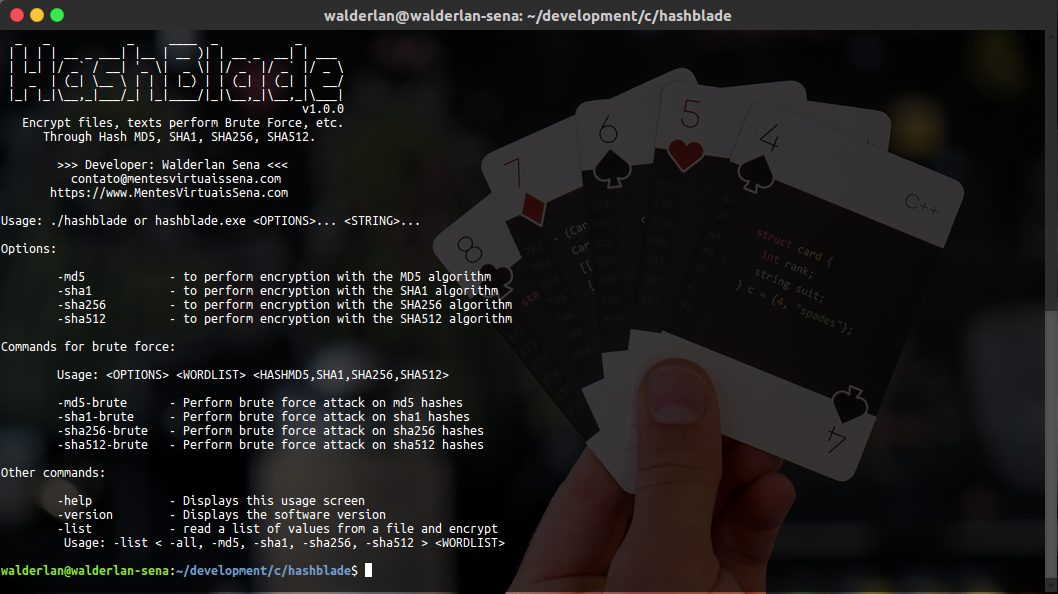 walderlan@walderlan-sena: ~/development/c/hashblade
HashBlade
v1.0.0
Encrypt files, texts perform Brute Force, etc.
Through Hash MD5, SHA1, SHA256, SHA512.
>>> Developer: Walderlan Sena <<<
contato@mentesvirtuaissena.com
https://www.MentesVirtuaisSena.com
Usage: ./hashblade or hashblade.exe <OPTIONS>... <STRING>...
Options:
-md5 - to perform encryption with the MD5 algorithm
-sha1 - to perform encryption with the SHA1 algorithm
-sha256 - to perform encryption with the SHA256 algorithm
-sha512 - to perform encryption with the SHA512 algorithm
Commands for brute force:
Usage: <OPTIONS> <WORDLIST> <HASHMD5,SHA1,SHA256,SHA512>
-md5-brute - Perform brute force attack on md5 hashes
-sha1-brute - Perform brute force attack on sha1 hashes
-sha256-brute - Perform brute force attack on sha256 hashes
-sha512-brute - Perform brute force attack on sha512 hashes
Other commands:
-help - Displays this usage screen
-version - Displays the software version
-list - read a list of values from a file and encrypt
Usage: -list < -all, -md5, -sha1, -sha256, -sha512 > <WORDLIST>
walderlan@walderlan-sena:~/development/c/hashblade$
8
7
6
5
4
C++
struct card {
int rank;
string suit;
} c = {4, "spades"};
4